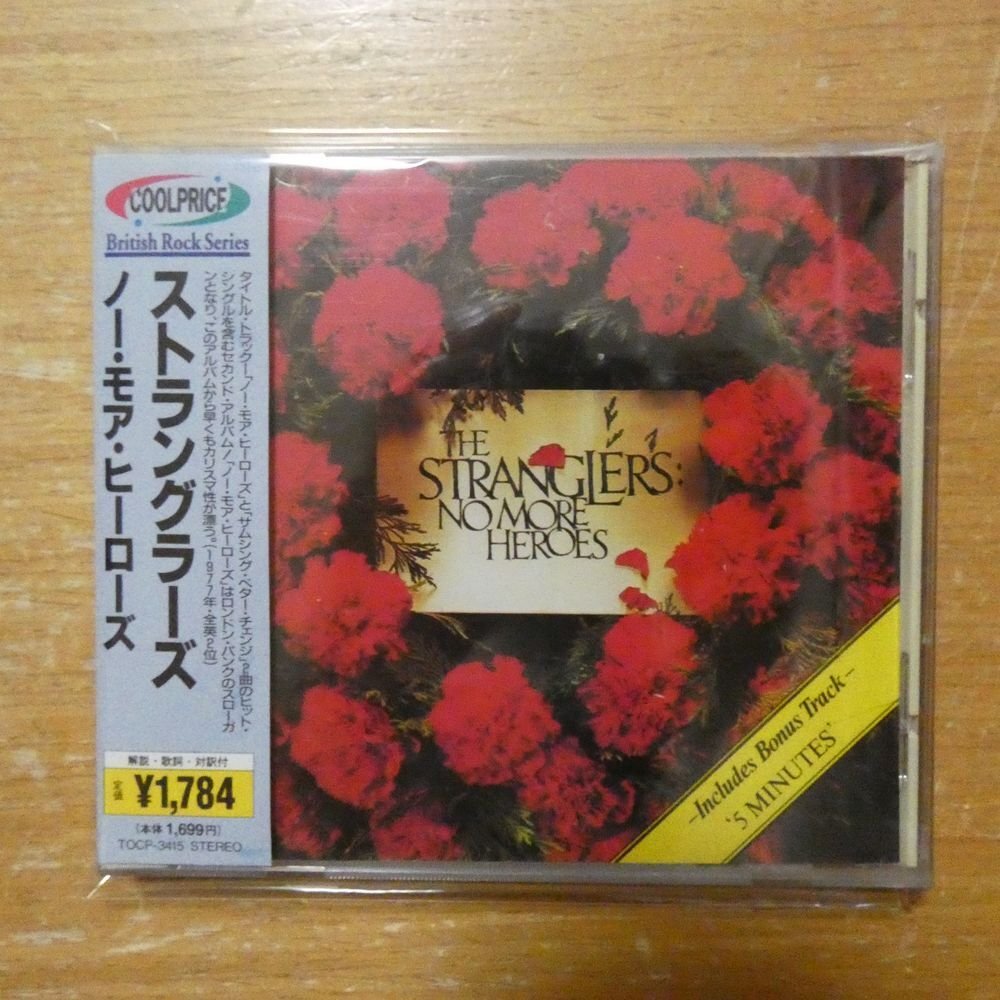 COOLPRICE
British Rock Series
ストラングラーズ
ノー・モア・ヒーローズ
タイトル・トラック「ノー・モア・ヒーローズ」と「サムシング・ベター・チェンジ」2曲のヒット・
シングルを含むセカンド・アルバム!「ノー・モア・ヒーローズ」はロンドン・パンクのスローガ
ンとなり、このアルバムから早くもカリスマ性が漂う。(1977年・全英2位)
解説・歌詞・対訳付
定価 ¥1,784
(本体 1,699円)
TOCP-3415 STEREO
THE
STRANGLERS:
NO MORE
HEROES
–Includes Bonus Track–
'5 MINUTES'